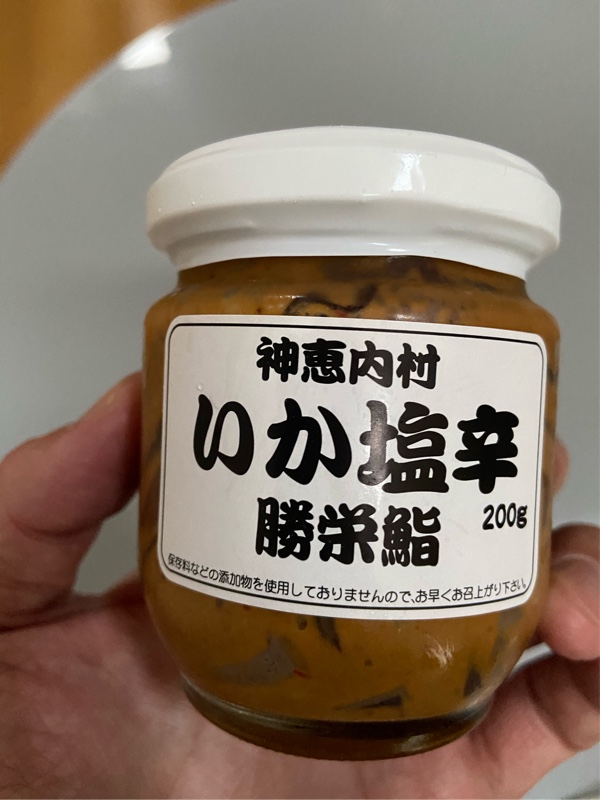 神恵内村
いか塩辛
勝栄鮨
200g
保存料などの添加物を使用しておりませんので、お早くお召上がり下さい。